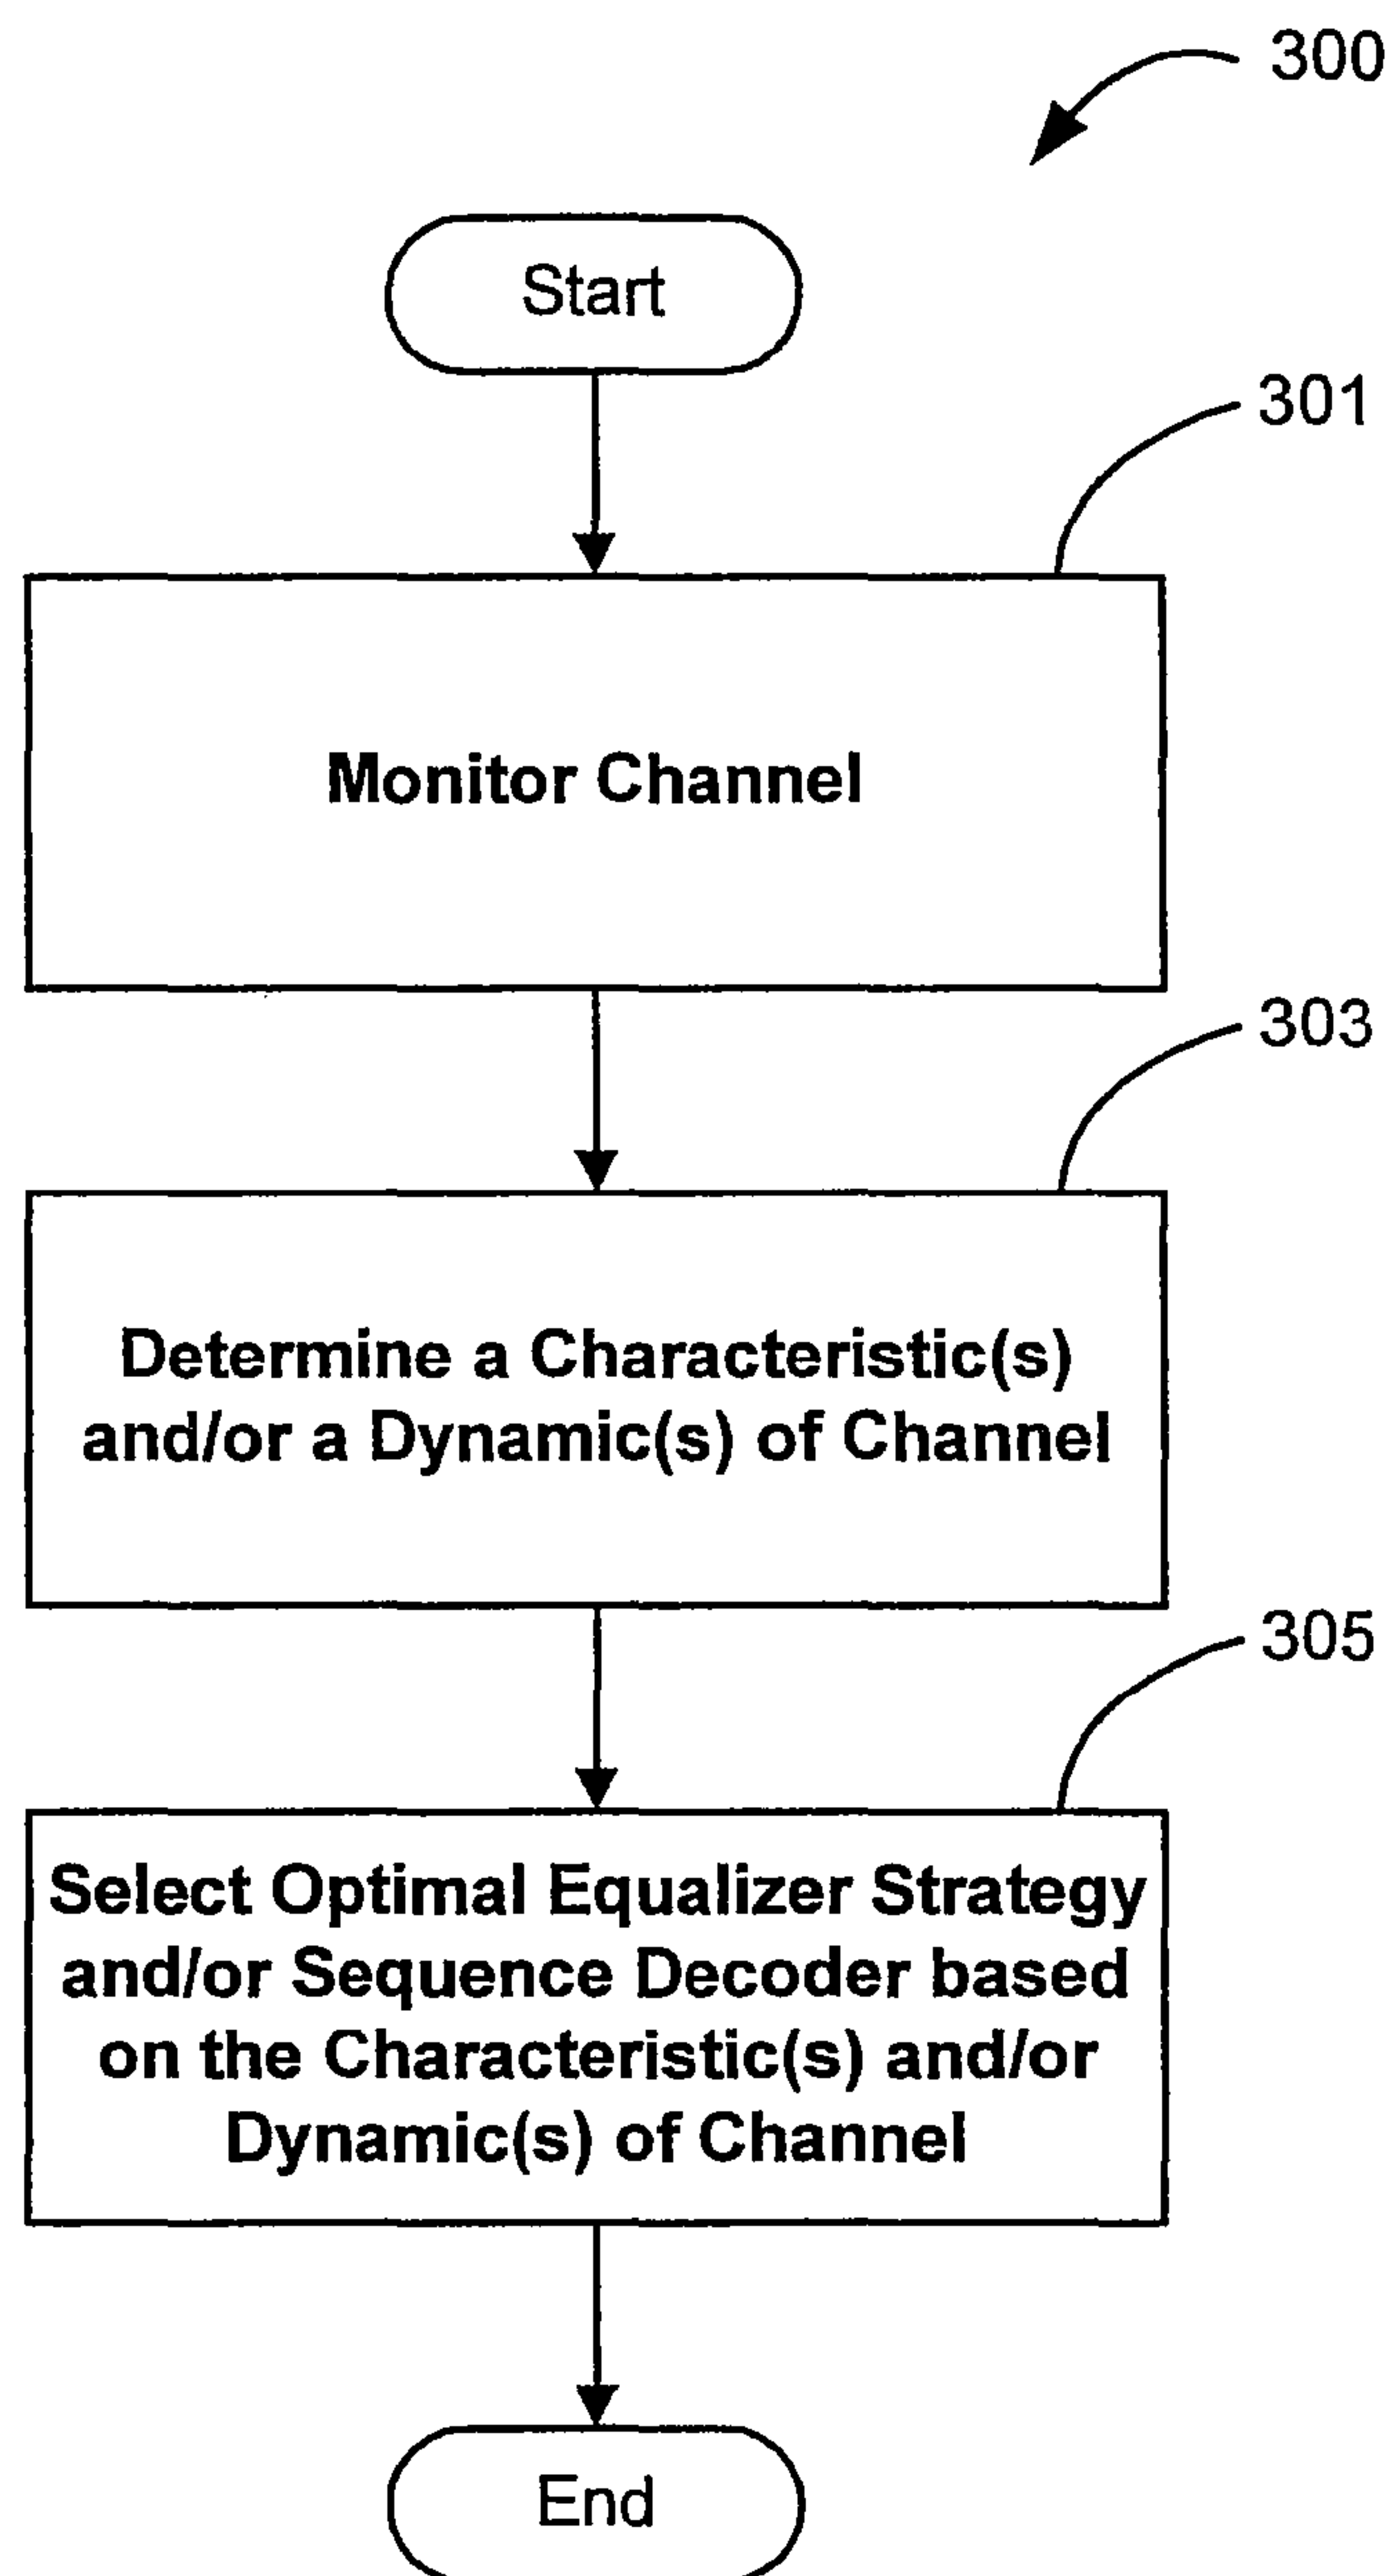 300
Start
301
Monitor Channel
303
Determine a Characteristic(s)
and/or a Dynamic(s) of Channel
305
Select Optimal Equalizer Strategy
and/or Sequence Decoder based
on the Characteristic(s) and/or
Dynamic(s) of Channel
End